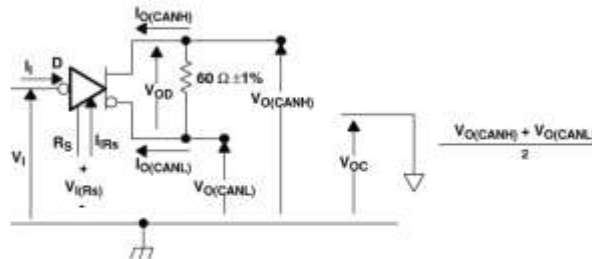 I_O(CANH)
I_I
D
V_OD
60 Ω ±1%
V_O(CANH)
R_S
I_IRs
+
V_I(Rs)
-
V_I
I_O(CANL)
V_O(CANL)
V_OC
V_O(CANH) + V_O(CANL)
2